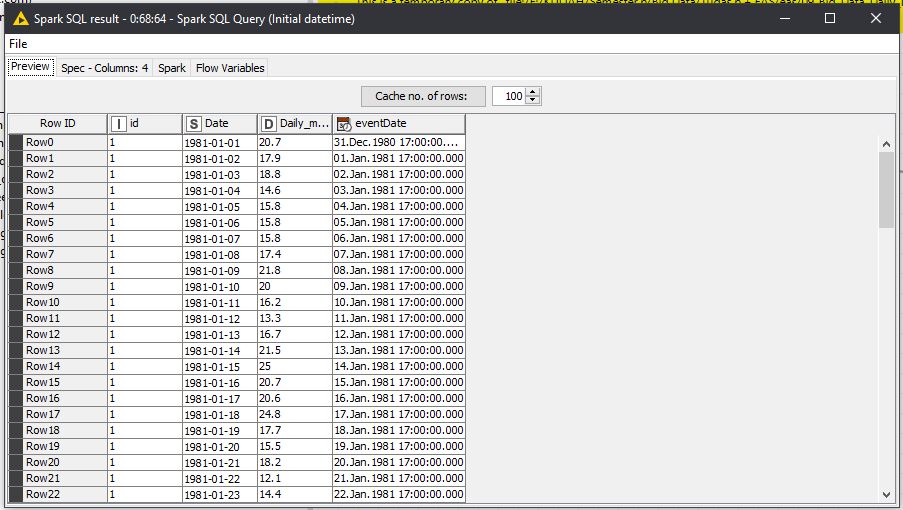 This is a temporary copy of
Spark SQL result - 0:68:64 - Spark SQL Query (Initial datetime)
File
Preview Spec - Columns: 4 Spark Flow Variables
Cache no. of rows: 100
Row ID I id S Date D Daily_m... eventDate
Row0 1 1981-01-01 20.7 31.Dec.1980 17:00:00....
Row1 1 1981-01-02 17.9 01.Jan.1981 17:00:00.000
Row2 1 1981-01-03 18.8 02.Jan.1981 17:00:00.000
Row3 1 1981-01-04 14.6 03.Jan.1981 17:00:00.000
Row4 1 1981-01-05 15.8 04.Jan.1981 17:00:00.000
Row5 1 1981-01-06 15.8 05.Jan.1981 17:00:00.000
Row6 1 1981-01-07 15.8 06.Jan.1981 17:00:00.000
Row7 1 1981-01-08 17.4 07.Jan.1981 17:00:00.000
Row8 1 1981-01-09 21.8 08.Jan.1981 17:00:00.000
Row9 1 1981-01-10 20 09.Jan.1981 17:00:00.000
Row10 1 1981-01-11 16.2 10.Jan.1981 17:00:00.000
Row11 1 1981-01-12 13.3 11.Jan.1981 17:00:00.000
Row12 1 1981-01-13 16.7 12.Jan.1981 17:00:00.000
Row13 1 1981-01-14 21.5 13.Jan.1981 17:00:00.000
Row14 1 1981-01-15 25 14.Jan.1981 17:00:00.000
Row15 1 1981-01-16 20.7 15.Jan.1981 17:00:00.000
Row16 1 1981-01-17 20.6 16.Jan.1981 17:00:00.000
Row17 1 1981-01-18 24.8 17.Jan.1981 17:00:00.000
Row18 1 1981-01-19 17.7 18.Jan.1981 17:00:00.000
Row19 1 1981-01-20 15.5 19.Jan.1981 17:00:00.000
Row20 1 1981-01-21 18.2 20.Jan.1981 17:00:00.000
Row21 1 1981-01-22 12.1 21.Jan.1981 17:00:00.000
Row22 1 1981-01-23 14.4 22.Jan.1981 17:00:00.000